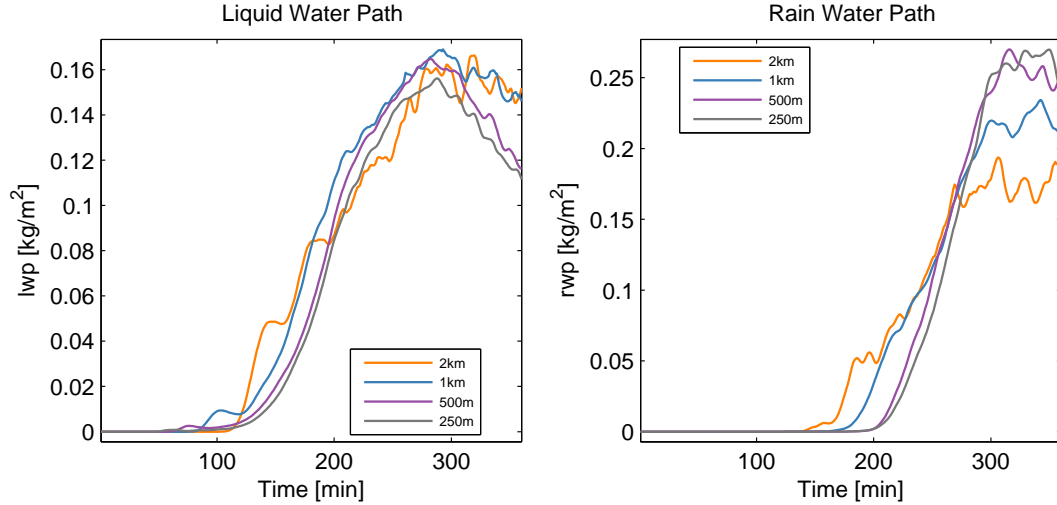 Liquid Water Path
lwp [kg/m²]
0.16
0.14
0.12
0.1
0.08
0.06
0.04
0.02
0
2km
1km
500m
250m
100
200
300
Time [min]
Rain Water Path
rwp [kg/m²]
0.25
0.2
0.15
0.1
0.05
0
2km
1km
500m
250m
100
200
300
Time [min]